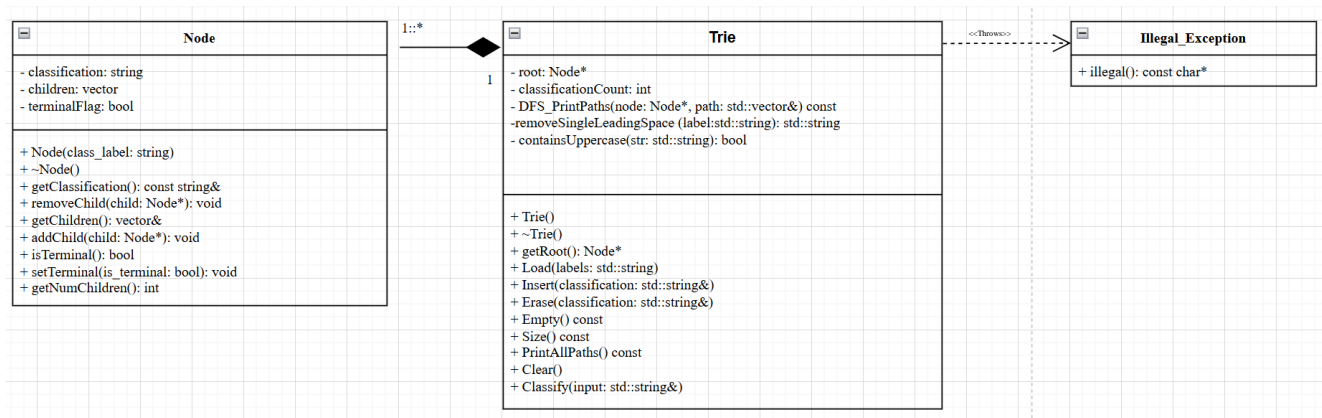 Node
- classification: string
- children: vector
- terminalFlag: bool
+ Node(class_label: string)
+ ~Node()
+ getClassification(): const string&
+ removeChild(child: Node*): void
+ getChildren(): vector&
+ addChild(child: Node*): void
+ isTerminal(): bool
+ setTerminal(is_terminal: bool): void
+ getNumChildren(): int
1::*
1
Trie
- root: Node*
- classificationCount: int
- DFS_PrintPaths(node: Node*, path: std::vector&) const
-removeSingleLeadingSpace (label:std::string): std::string
- containsUppercase(str: std::string): bool
+ Trie()
+ ~Trie()
+ getRoot(): Node*
+ Load(labels: std::string)
+ Insert(classification: std::string&)
+ Erase(classification: std::string&)
+ Empty() const
+ Size() const
+ PrintAllPaths() const
+ Clear()
+ Classify(input: std::string&)
<<Throws>>
Illegal_Exception
+ illegal(): const char*